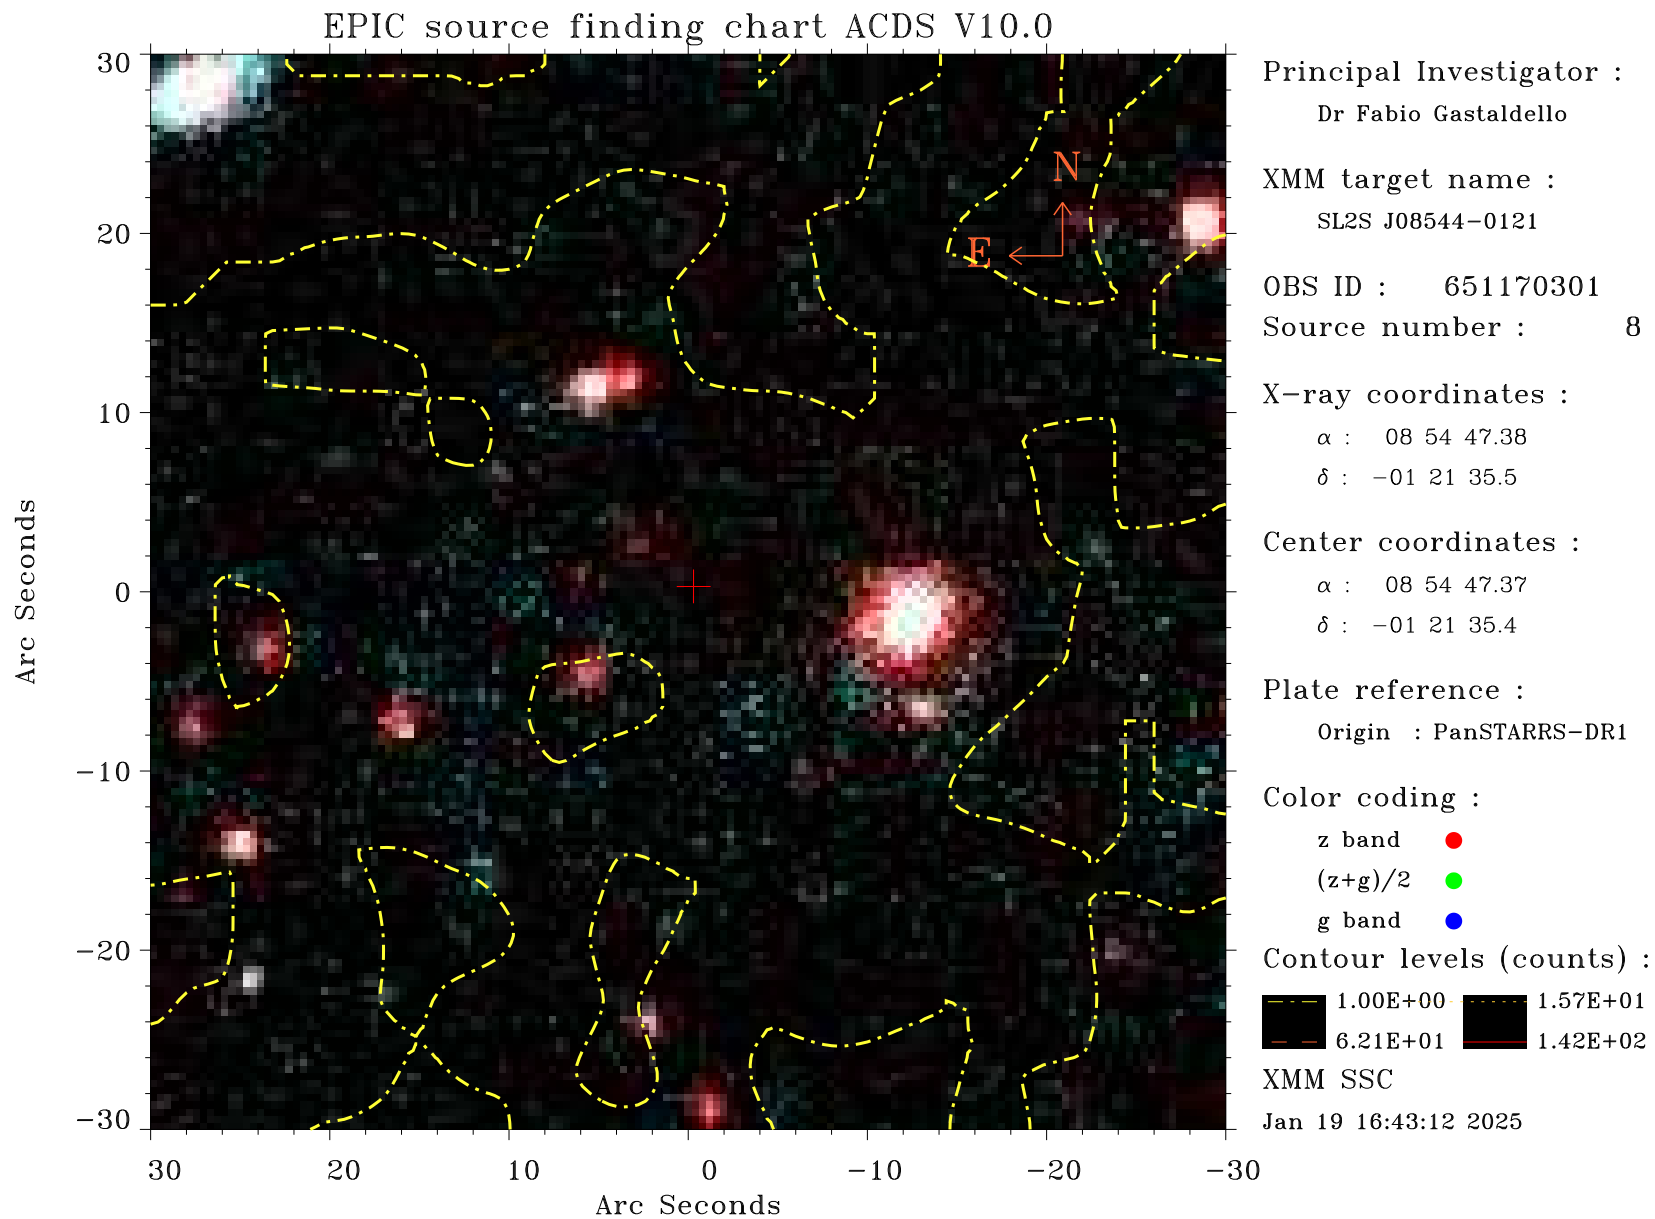 EPIC source finding chart ACDS V10.0
30
20
10
0
−10
−20
−30
Arc Seconds
30 20 10 0 −10 −20 −30
Arc Seconds
N
E
Principal Investigator :
Dr Fabio Gastaldello
XMM target name :
SL2S J08544−0121
OBS ID : 651170301
Source number : 8
X−ray coordinates :
α : 08 54 47.38
δ : −01 21 35.5
Center coordinates :
α : 08 54 47.37
δ : −01 21 35.4
Plate reference :
Origin : PanSTARRS−DR1
Color coding :
z band
(z+g)/2
g band
Contour levels (counts) :
1.00E+00 1.57E+01
6.21E+01 1.42E+02
XMM SSC
Jan 19 16:43:12 2025